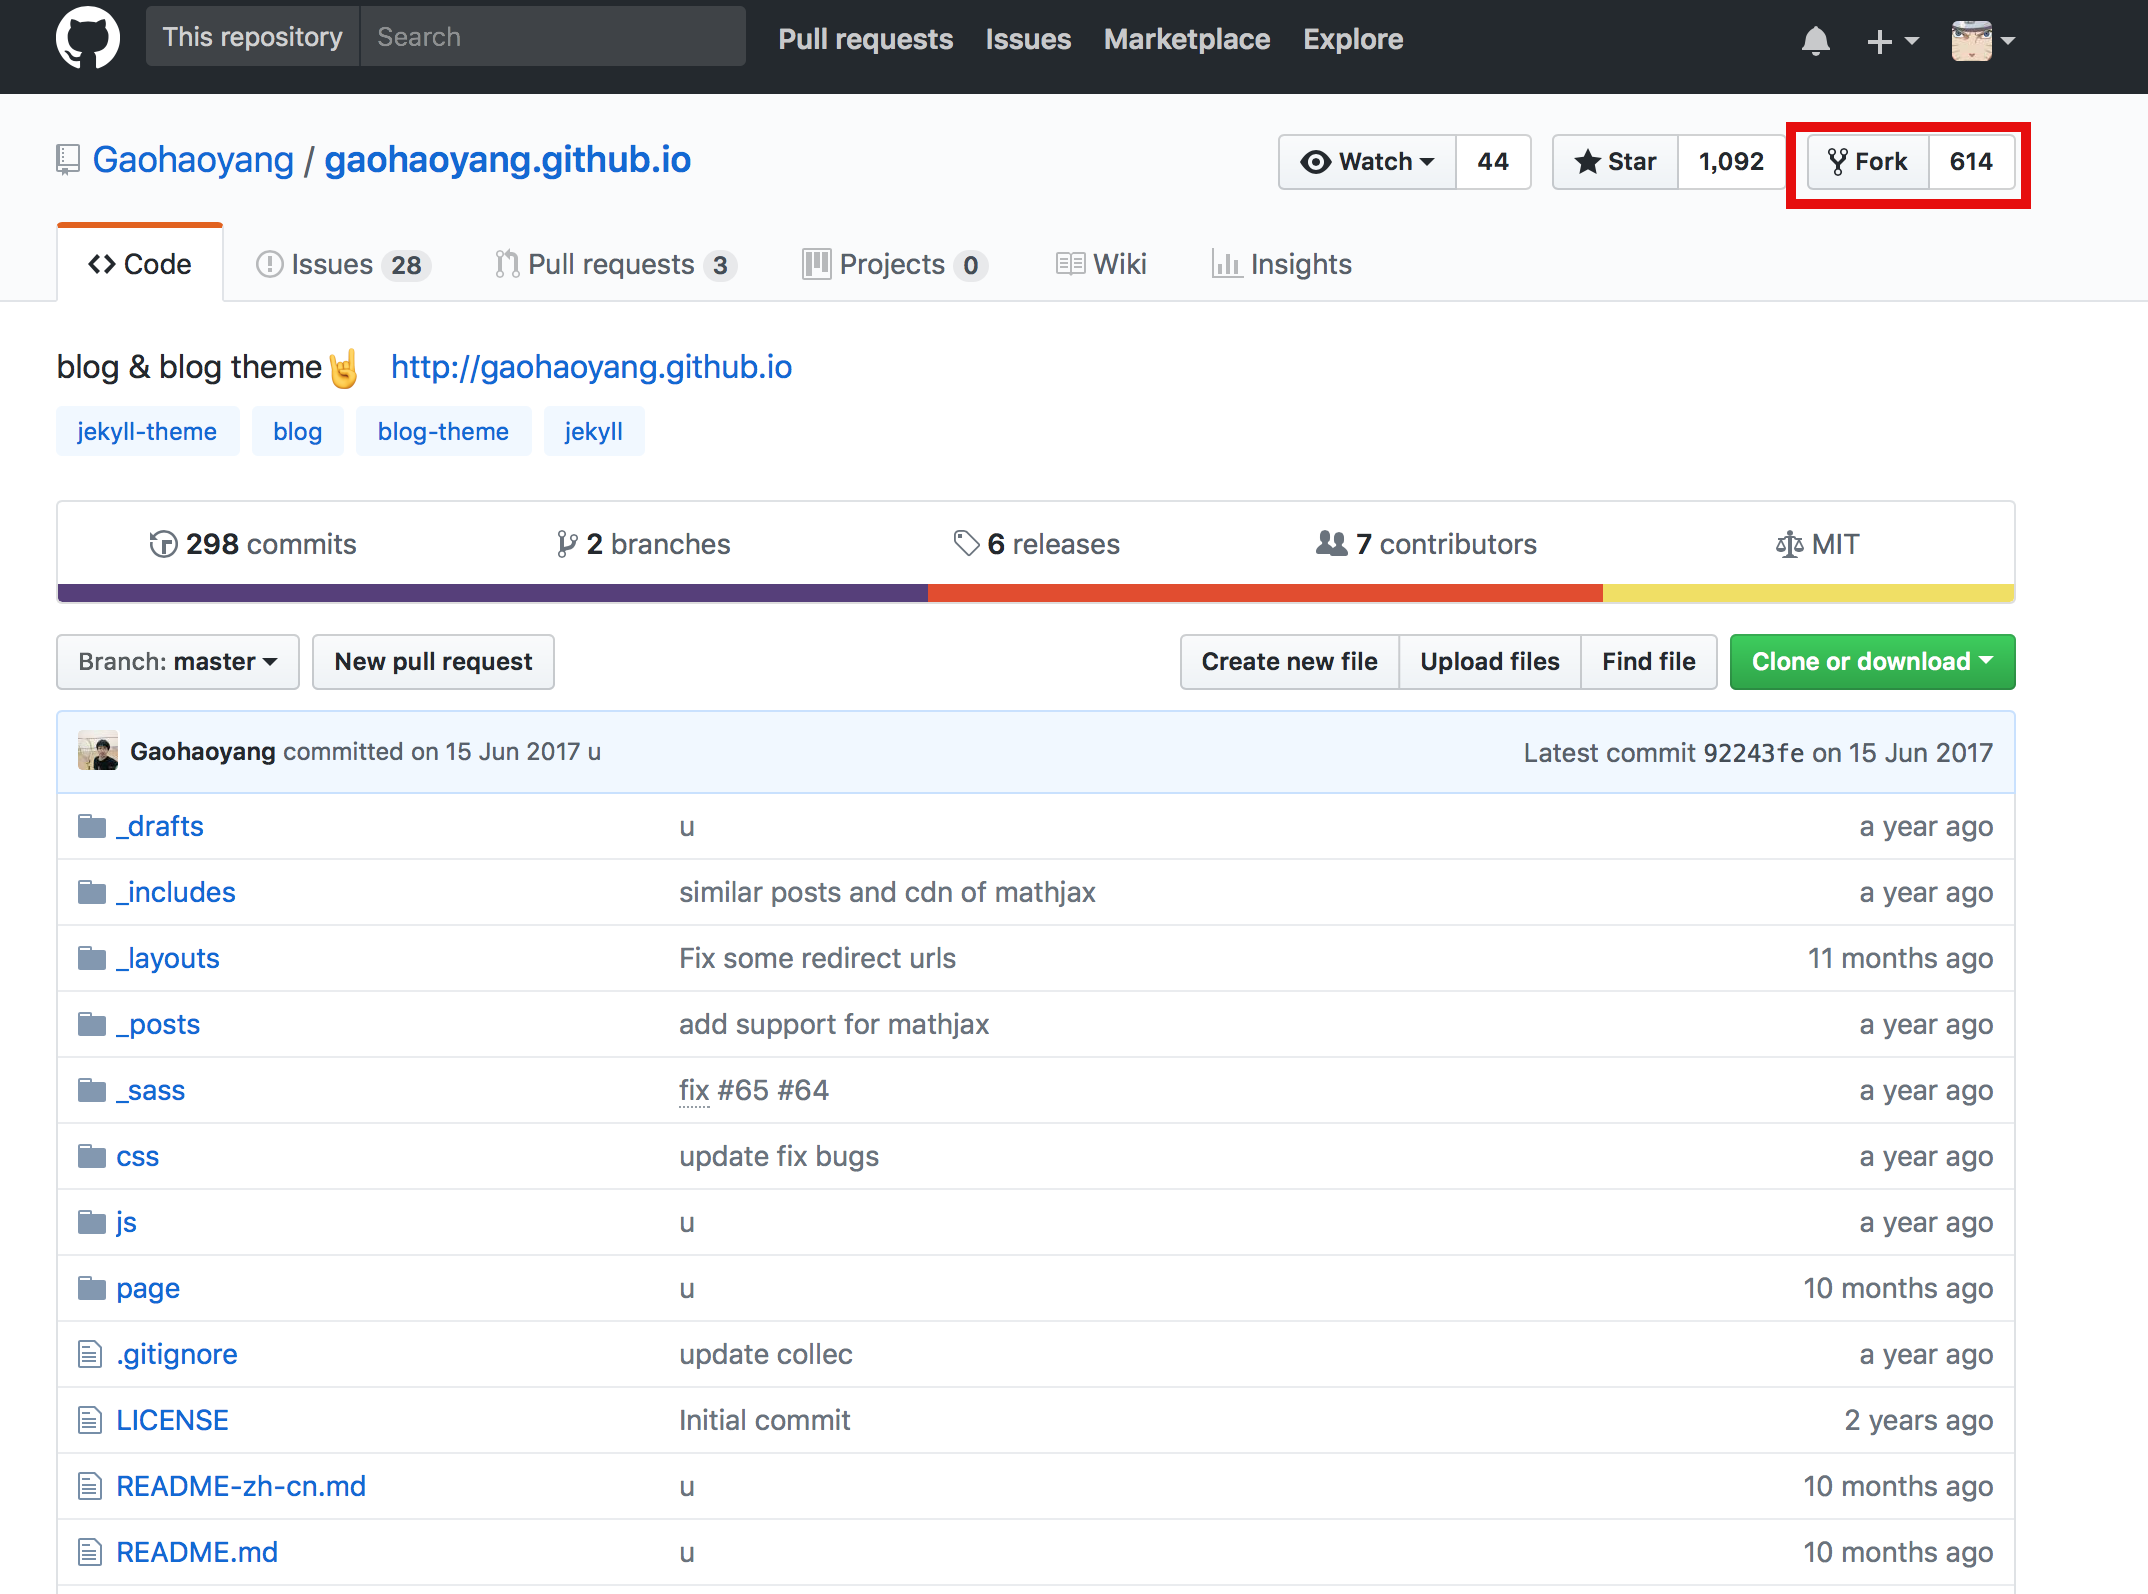 This repository Search Pull requests Issues Marketplace Explore
Gaohaoyang / gaohaoyang.github.io Watch 44 Star 1,092 Fork 614
Code Issues 28 Pull requests 3 Projects 0 Wiki Insights
blog & blog theme🤘 http://gaohaoyang.github.io
jekyll-theme blog blog-theme jekyll
298 commits 2 branches 6 releases 7 contributors MIT
Branch: master New pull request Create new file Upload files Find file Clone or download
Gaohaoyang committed on 15 Jun 2017 u Latest commit 92243fe on 15 Jun 2017
_drafts u a year ago
_includes similar posts and cdn of mathjax a year ago
_layouts Fix some redirect urls 11 months ago
_posts add support for mathjax a year ago
_sass fix #65 #64 a year ago
css update fix bugs a year ago
js u a year ago
page u 10 months ago
.gitignore update collec a year ago
LICENSE Initial commit 2 years ago
README-zh-cn.md u 10 months ago
README.md u 10 months ago